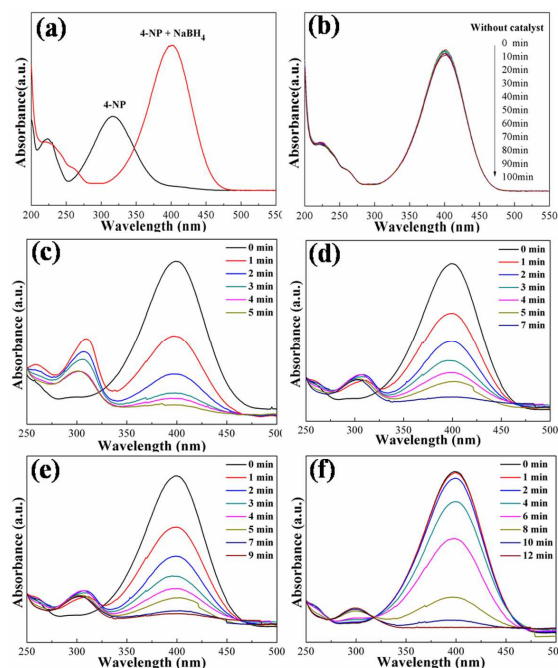 (a)
4-NP + NaBH4
4-NP
Absorbance(a.u.)
200 250 300 350 400 450 500 550
Wavelength (nm)
(b)
Without catalyst
0 min
10min
20min
30min
40min
50min
60min
70min
80min
90min
100min
Absorbance (a.u.)
200 250 300 350 400 450 500 550
Wavelength (nm)
(c)
0 min
1 min
2 min
3 min
4 min
5 min
Absorbance (a.u.)
250 300 350 400 450 500
Wavelength (nm)
(d)
0 min
1 min
2 min
3 min
4 min
5 min
7 min
Absorbance (a.u.)
250 300 350 400 450 500
Wavelength (nm)
(e)
0 min
1 min
2 min
3 min
4 min
5 min
7 min
9 min
Absorbance (a.u.)
250 300 350 400 450 500
Wavelength (nm)
(f)
0 min
1 min
2 min
4 min
6 min
8 min
10 min
12 min
Absorbance (a.u.)
250 300 350 400 450 500
Wavelength (nm)